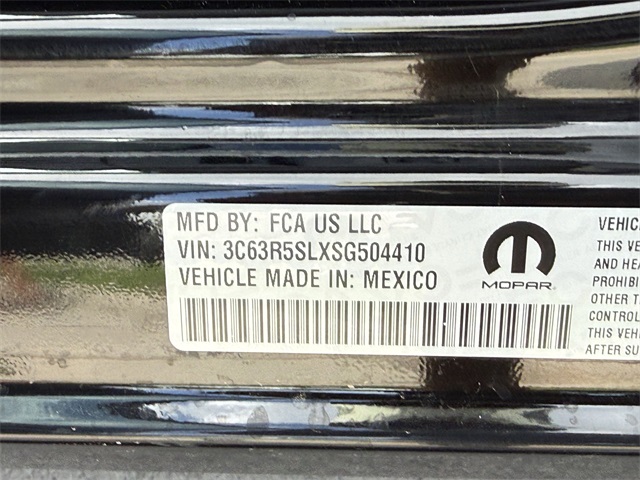 MFD BY: FCA US LLC
VIN: 3C63R5SLXSG504410
VEHICLE MADE IN: MEXICO
MOPAR
VEHIC
THIS VE
AND HEA
PROHIBI
OTHER T
CONTROL
THIS VEHI
AFTER SU